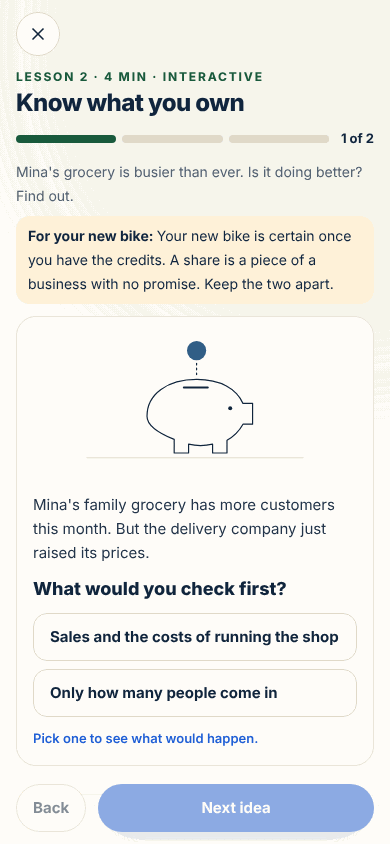 LESSON 2 · 4 MIN · INTERACTIVE
Know what you own
1 of 2
Mina's grocery is busier than ever. Is it doing better?
Find out.
For your new bike: Your new bike is certain once
you have the credits. A share is a piece of a
business with no promise. Keep the two apart.
Mina's family grocery has more customers
this month. But the delivery company just
raised its prices.
What would you check first?
Sales and the costs of running the shop
Only how many people come in
Pick one to see what would happen.
Back
Next idea